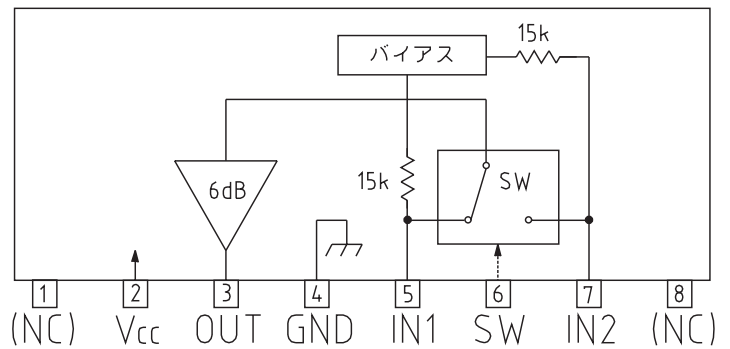 15k
バイアス
15k
SW
6dB
1 2 3 4 5 6 7 8
(NC) Vcc OUT GND IN1 SW IN2 (NC)